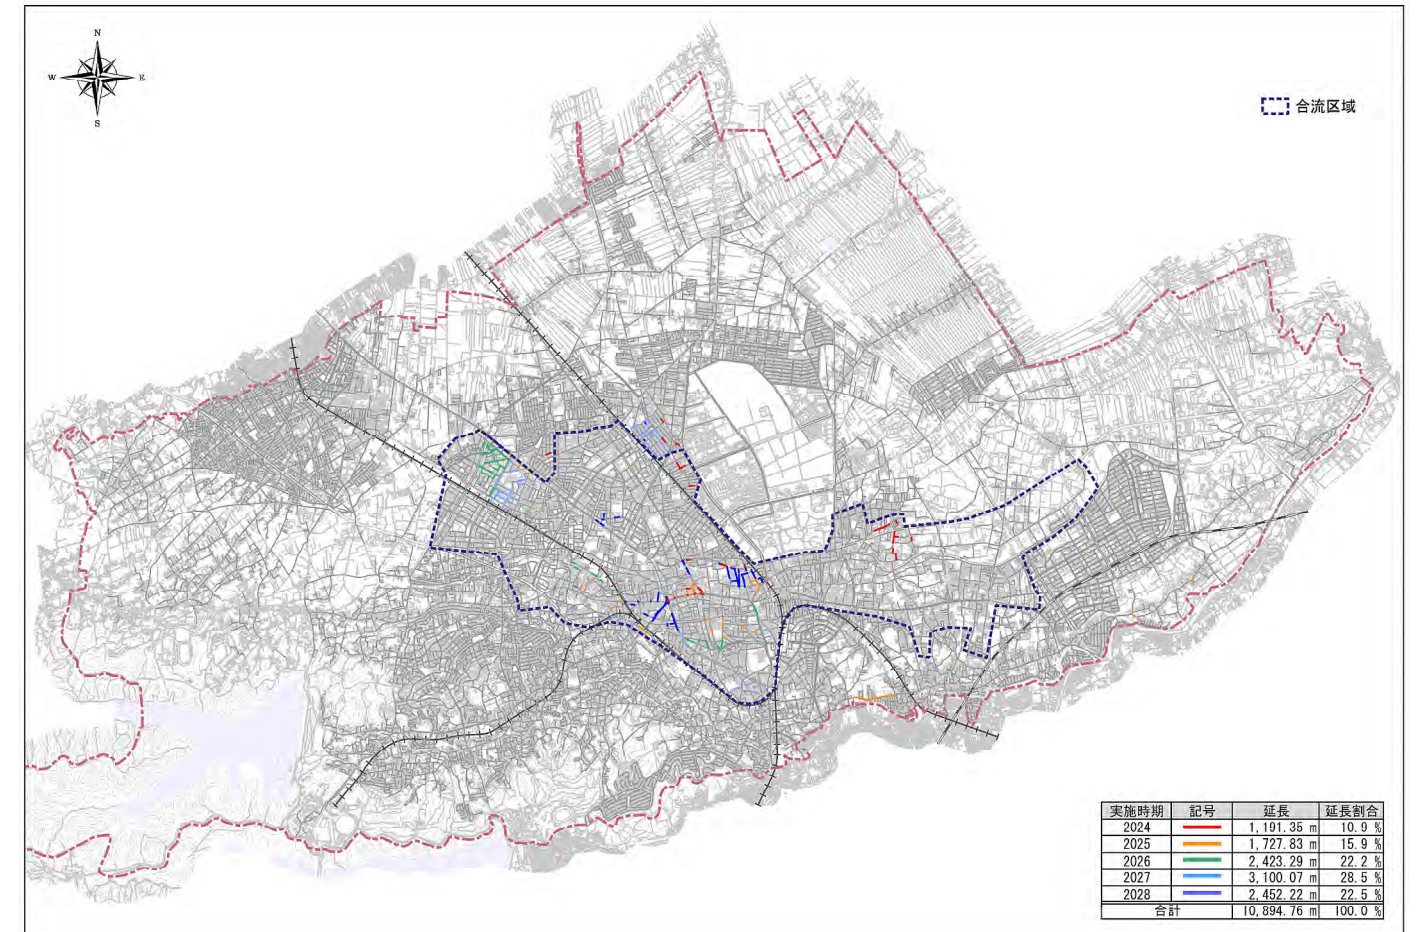 N
W E
S
合流区域
実施時期 記号 延長 延長割合
2024 1,191.35 m 10.9 %
2025 1,727.83 m 15.9 %
2026 2,423.29 m 22.2 %
2027 3,100.07 m 28.5 %
2028 2,452.22 m 22.5 %
合計 10,894.76 m 100.0 %